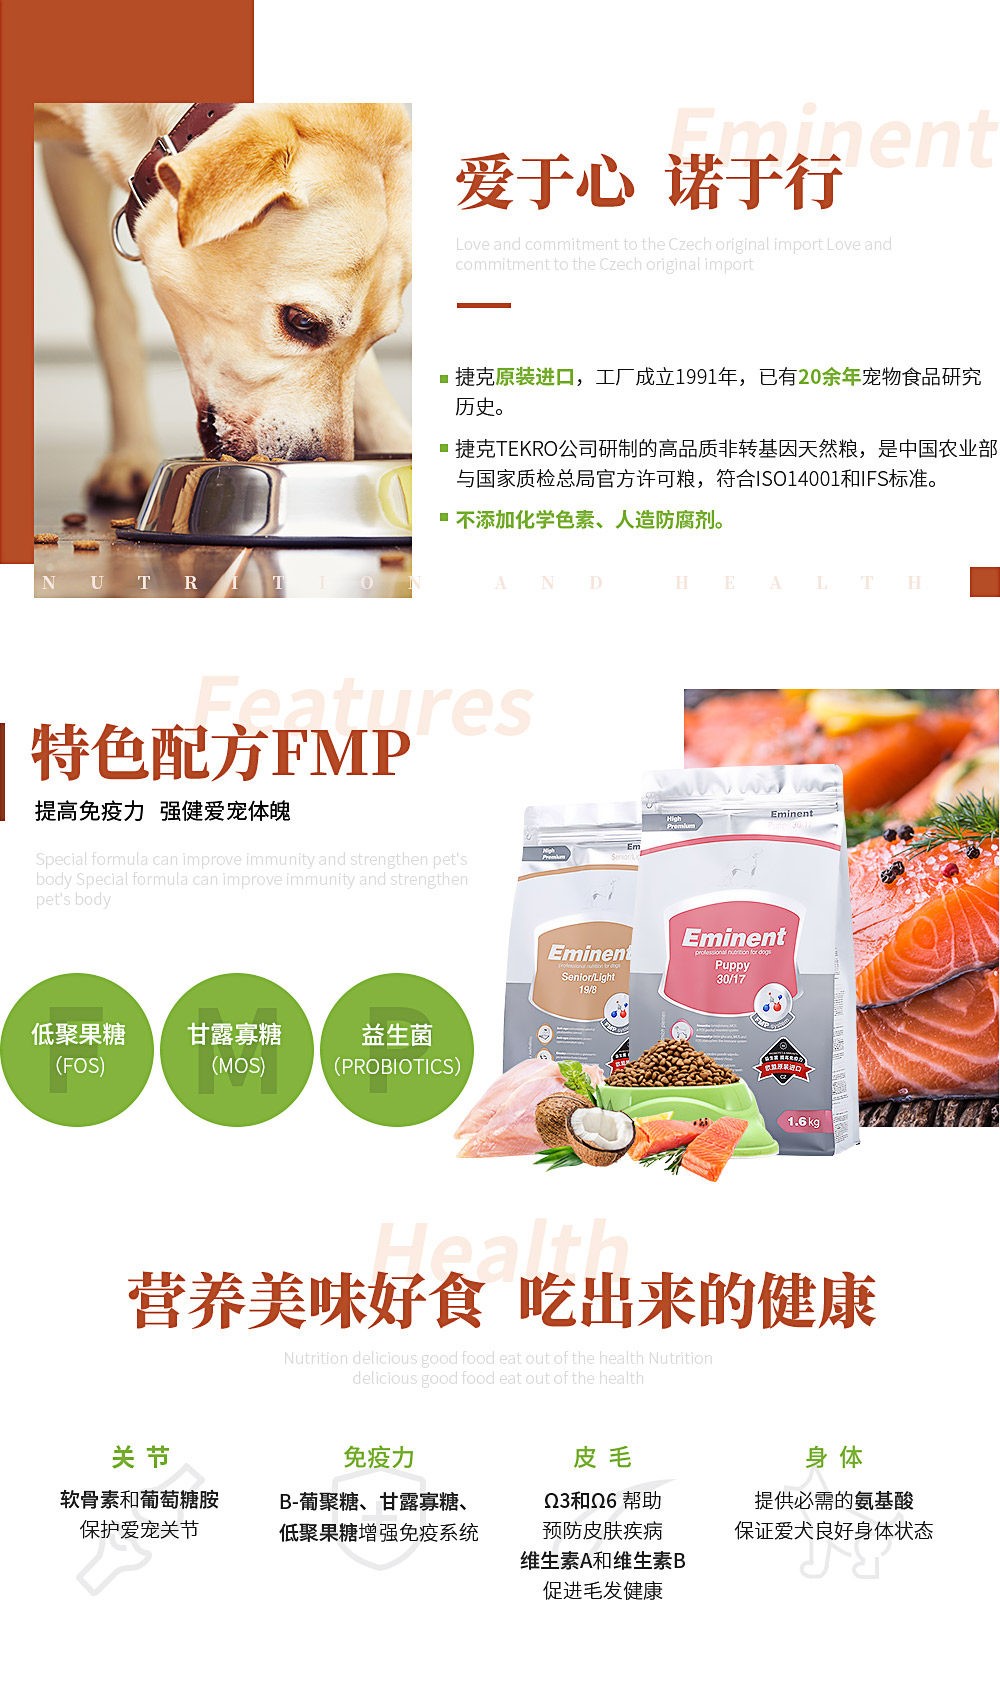 Eminent
爱于心 诺于行
Love and commitment to the Czech original import Love and
commitment to the Czech original import
捷克原装进口，工厂成立1991年，已有20余年宠物食品研究
历史。
捷克TEKRO公司研制的高品质非转基因天然粮，是中国农业部
与国家质检总局官方许可粮，符合ISO14001和IFS标准。
不添加化学色素、人造防腐剂。
NUTRITION AND HEALTH
Features
特色配方FMP
提高免疫力 强健爱宠体魄
Special formula can improve immunity and strengthen pet's
body Special formula can improve immunity and strengthen
pet's body
F
低聚果糖
（FOS）
M
甘露寡糖
（MOS）
P
益生菌
（PROBIOTICS）
High
Premium
Em
Eminent
professional nutrition for dogs
Senior/Light
19/8
High
Premium
Eminent
Eminent
professional nutrition for dogs
Puppy
30/17
FMP system
欧盟原装进口
1.6kg
Health
营养美味好食 吃出来的健康
Nutrition delicious good food eat out of the health Nutrition
delicious good food eat out of the health
关 节
软骨素和葡萄糖胺
保护爱宠关节
免疫力
B-葡聚糖、甘露寡糖、
低聚果糖增强免疫系统
皮 毛
Ω3和Ω6 帮助
预防皮肤疾病
维生素A和维生素B
促进毛发健康
身 体
提供必需的氨基酸
保证爱犬良好身体状态